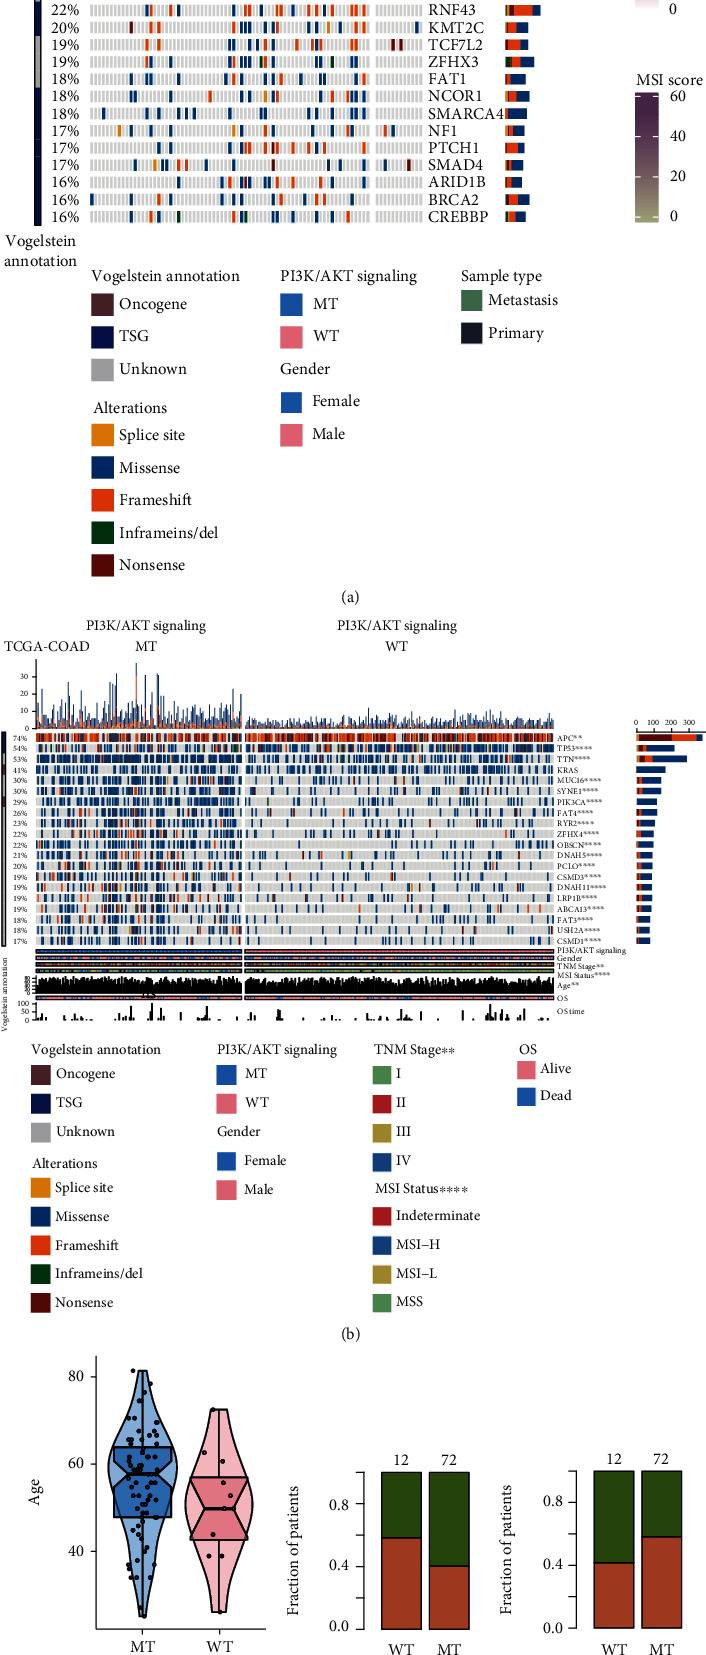 22% RNF43
0
20% KMT2C
19% TCF7L2
19% ZFHX3
18% FAT1
MSI score
18% NCOR1
60
18% SMARCA4
17% NF1
40
17% PTCH1
17% SMAD4
20
16% ARID1B
16% BRCA2
16% CREBBP
0
Vogelstein
annotation
Vogelstein annotation
Oncogene
TSG
Unknown
Alterations
Splice site
Missense
Frameshift
Inframeins/del
Nonsense
PI3K/AKT signaling
MT
WT
Gender
Female
Male
Sample type
Metastasis
Primary
(a)
PI3K/AKT signaling PI3K/AKT signaling
TCGA-COAD MT WT
30
20
10
0
0 100 200 300
74% APC**
54% TP53****
53% TTN****
41% KRAS
30% MUC16****
30% SYNE1****
29% PIK3CA****
26% FAT4****
23% RYR2****
22% ZFHX4****
22% OBSCN****
21% DNAH5****
20% PCLO****
19% CSMD3****
19% DNAH11****
19% LRP1B****
19% ABCA13****
18% FAT3****
18% USH2A****
17% CSMD1****
PI3K/AKT signaling
Gender
TNM Stage**
MSI Status****
Age**
OS
100
50
0
OS time
Vogelstein annotation
Vogelstein annotation
Oncogene
TSG
Unknown
Alterations
Splice site
Missense
Frameshift
Inframeins/del
Nonsense
PI3K/AKT signaling
MT
WT
Gender
Female
Male
TNM Stage**
I
II
III
IV
MSI Status****
Indeterminate
MSI–H
MSI–L
MSS
OS
Alive
Dead
(b)
Age
80
60
40
MT WT
Fraction of patients
12 72
0.8
0.4
0.0
WT MT
Fraction of patients
12 72
0.8
0.4
0.0
WT MT